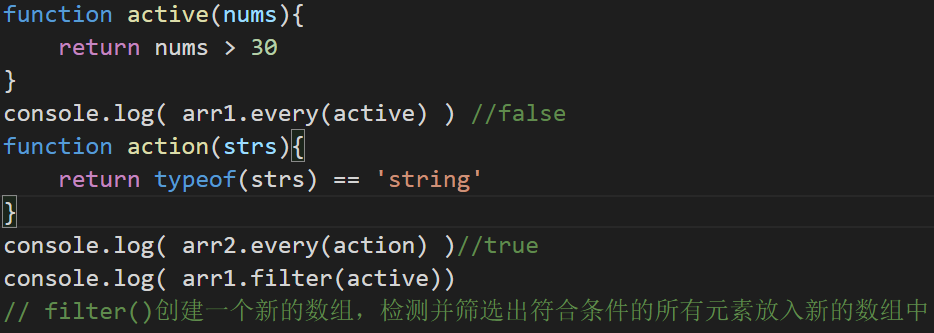 function active(nums){
    return nums > 30
}
console.log( arr1.every(active) ) //false
function action(strs){
    return typeof(strs) == 'string'
}
console.log( arr2.every(action) )//true
console.log( arr1.filter(active))
// filter()创建一个新的数组，检测并筛选出符合条件的所有元素放入新的数组中